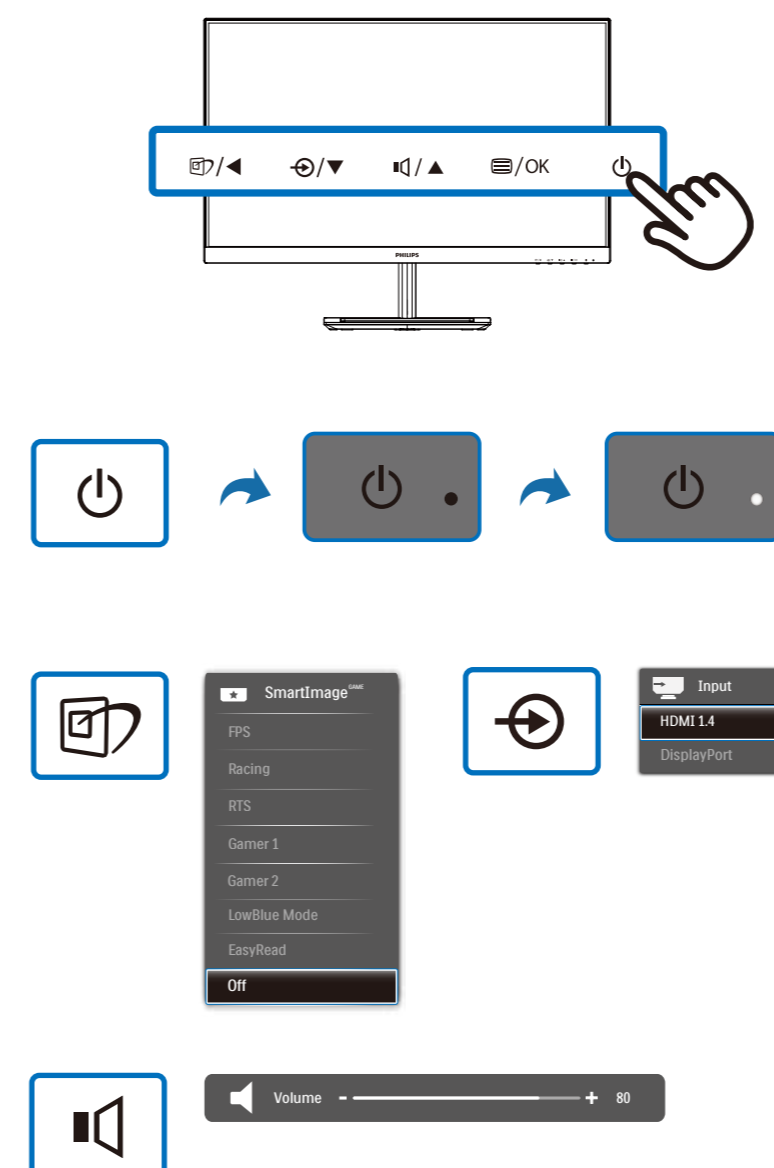 /◀ /▼ /▲ /OK
PHILIPS
SmartImage GAME
FPS
Racing
RTS
Gamer 1
Gamer 2
LowBlue Mode
EasyRead
Off
Input
HDMI 1.4
DisplayPort
Volume - + 80